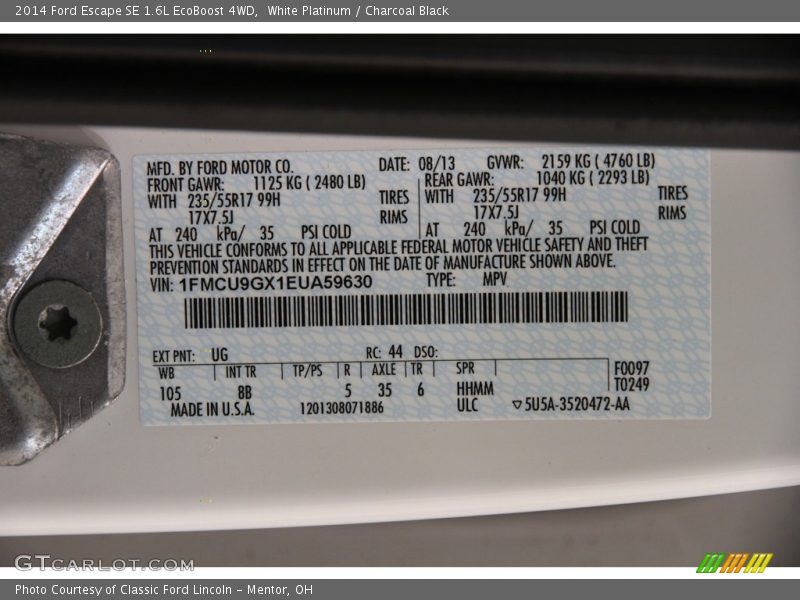 2014 Ford Escape SE 1.6L EcoBoost 4WD,  White Platinum / Charcoal Black
MFD. BY FORD MOTOR CO. DATE: 08/13 GVWR: 2159 KG ( 4760 LB)
FRONT GAWR: 1125 KG ( 2480 LB) REAR GAWR: 1040 KG ( 2293 LB)
WITH 235/55R17 99H TIRES WITH 235/55R17 99H TIRES
17X7.5J RIMS 17X7.5J RIMS
AT 240 kPa/ 35 PSI COLD AT 240 kPa/ 35 PSI COLD
THIS VEHICLE CONFORMS TO ALL APPLICABLE FEDERAL MOTOR VEHICLE SAFETY AND THEFT
PREVENTION STANDARDS IN EFFECT ON THE DATE OF MANUFACTURE SHOWN ABOVE.
VIN: 1FMCU9GX1EUA59630 TYPE: MPV
EXT PNT: UG RC: 44 DSO:
WB INT TR TP/PS R AXLE TR SPR F0097
105 8B 5 35 6 HHMM T0249
MADE IN U.S.A. 1201308071886 ULC ▽5U5A-3520472-AA
GTCARLOT.COM
Photo Courtesy of Classic Ford Lincoln – Mentor, OH